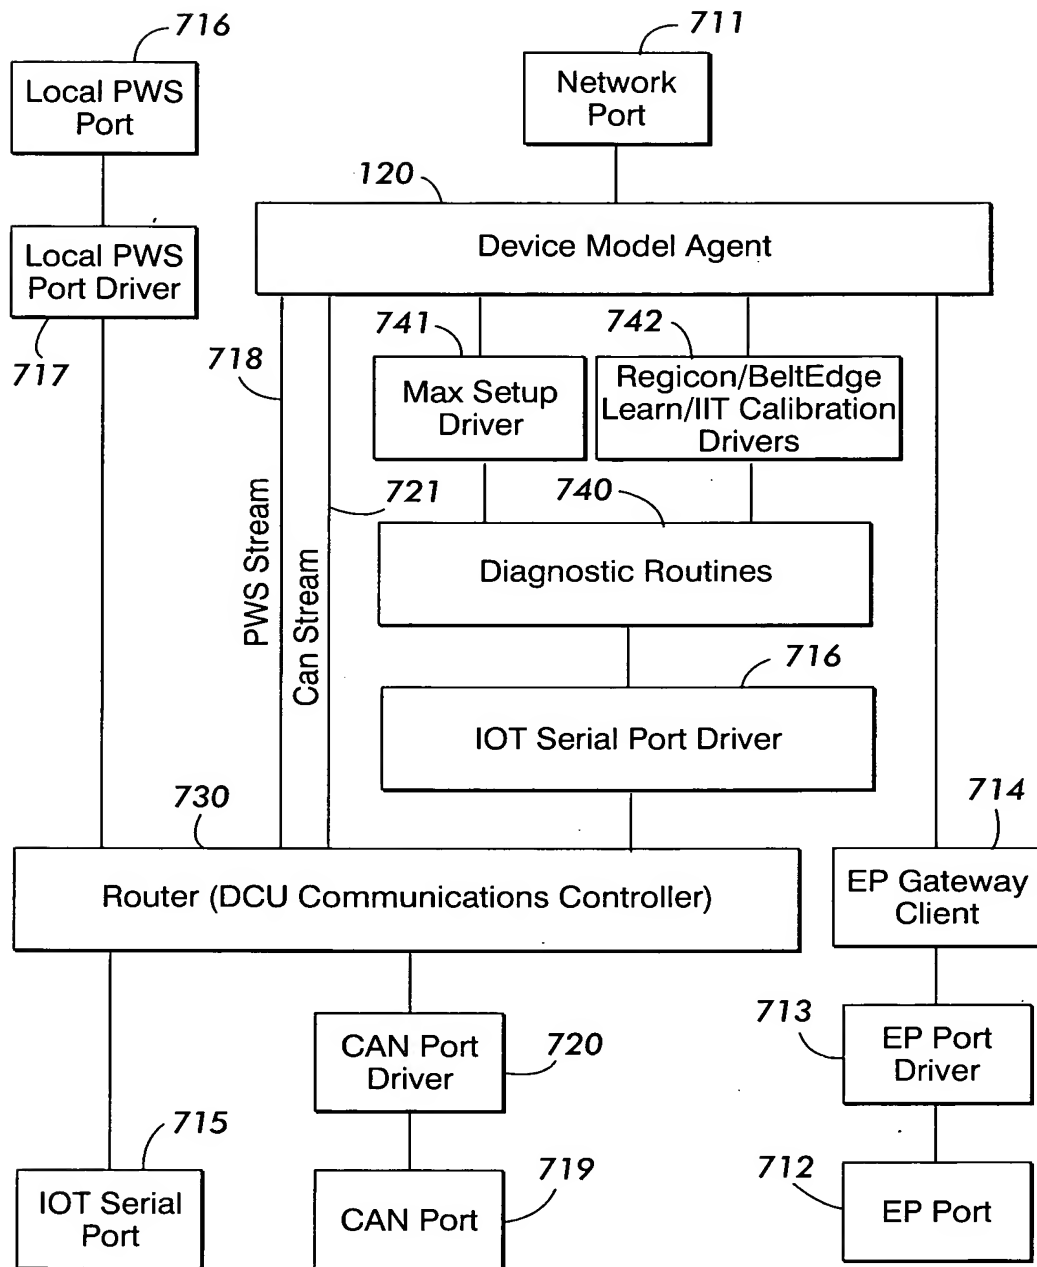 716
711
Local PWS
Port
Network
Port
120
Local PWS
Port Driver
Device Model Agent
717
718
741
742
Max Setup
Driver
Regicon/BeltEdge
Learn/IIT Calibration
Drivers
721
740
PWS Stream
Can Stream
Diagnostic Routines
716
IOT Serial Port Driver
730
714
Router (DCU Communications Controller)
EP Gateway
Client
713
CAN Port
Driver
720
EP Port
Driver
715
719
712
IOT Serial
Port
CAN Port
EP Port